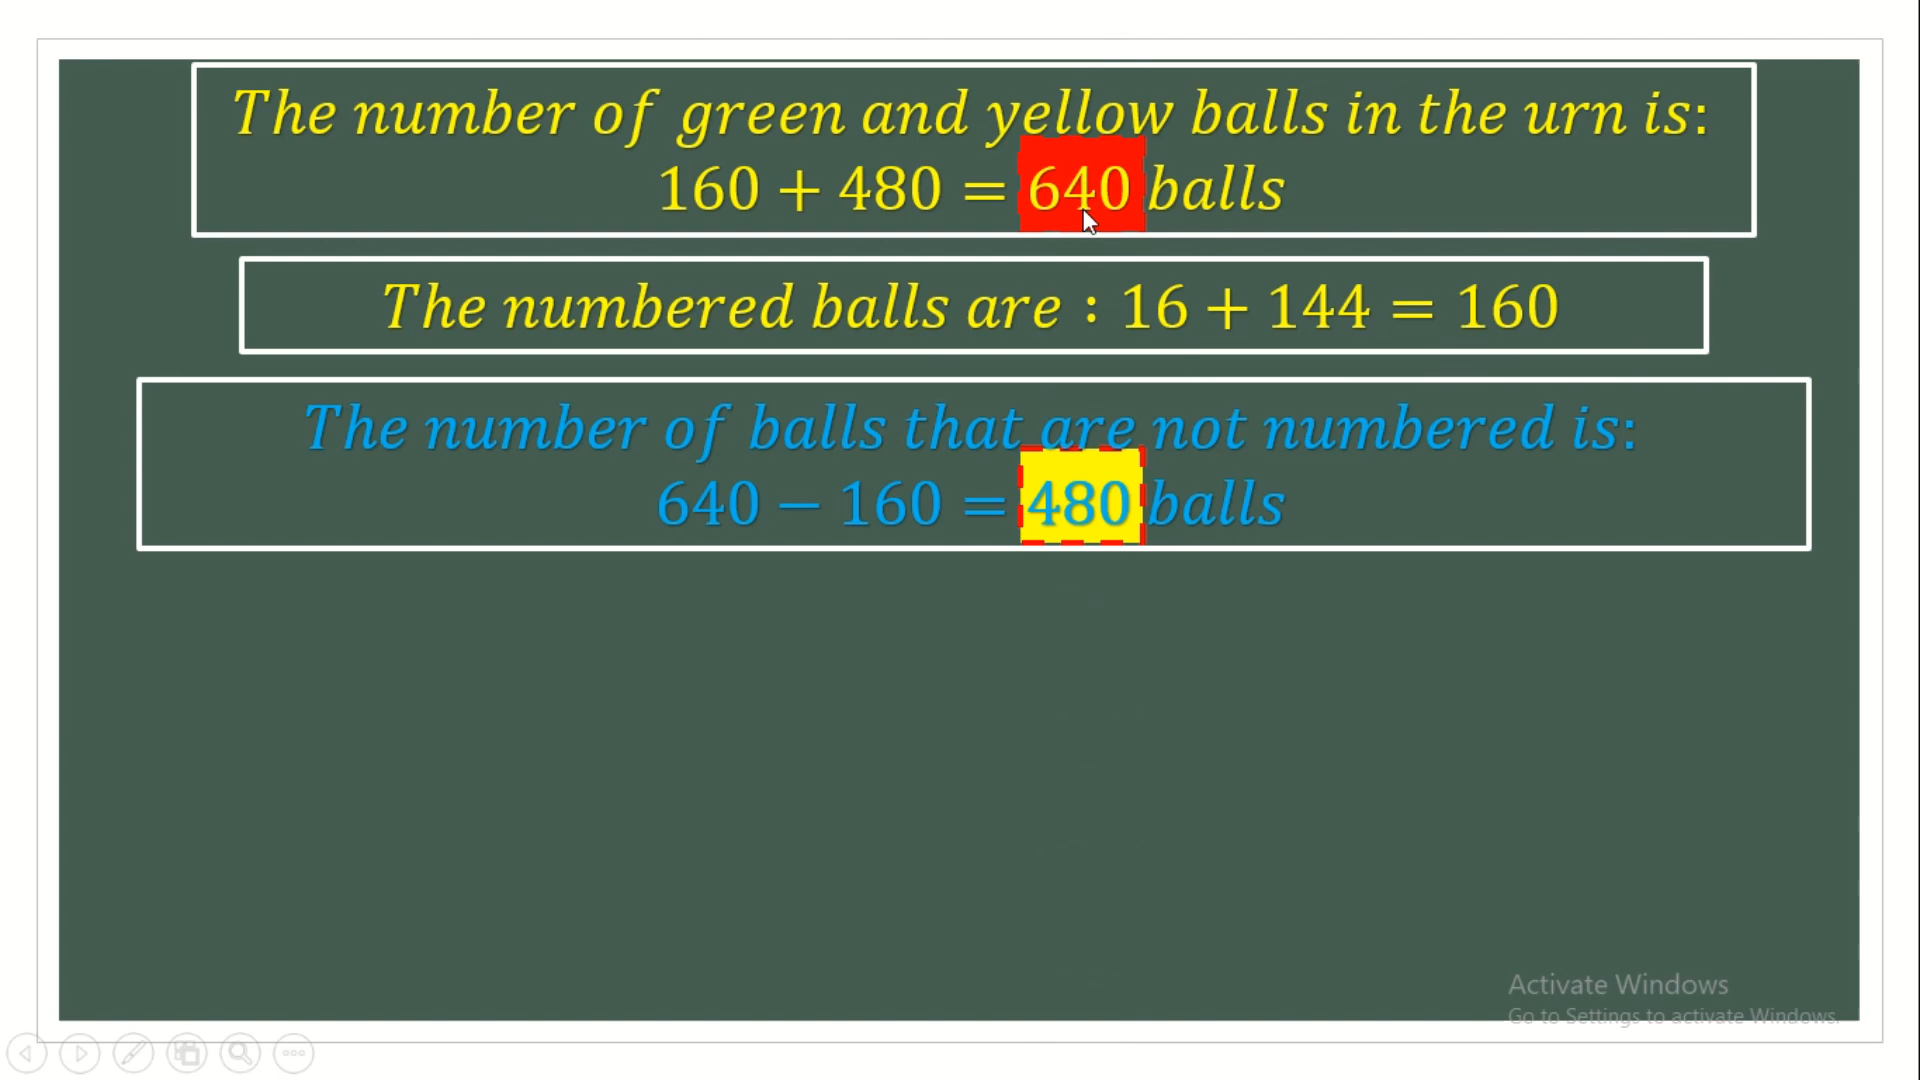 The number of green and yellow balls in the urn is:
160 + 480 = 640 balls
The numbered balls are : 16 + 144 = 160
The number of balls that are not numbered is:
640 − 160 = 480 balls
Activate Windows
Go to Settings to activate Windows.